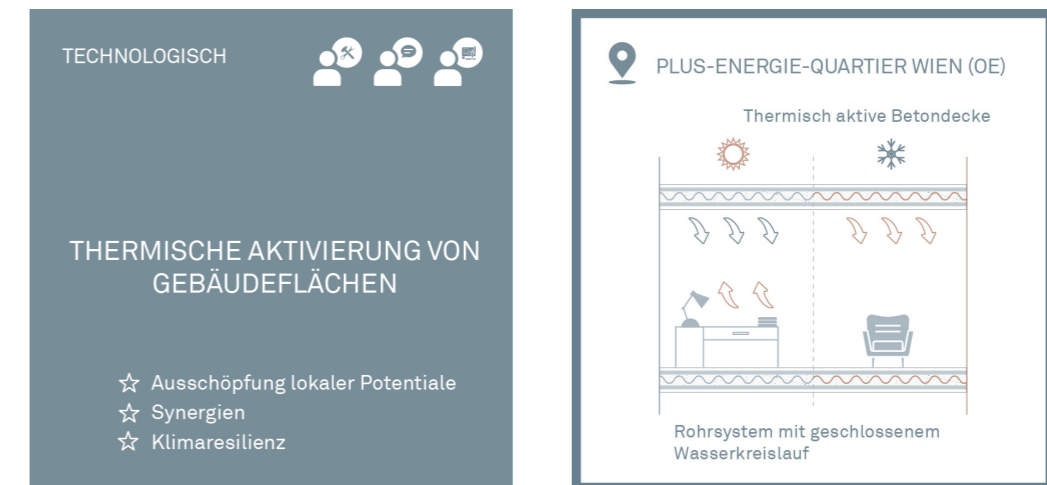 TECHNOLOGISCH
THERMISCHE AKTIVIERUNG VON
GEBÄUDEFLÄCHEN
Ausschöpfung lokaler Potentiale
Synergien
Klimaresilienz
PLUS-ENERGIE-QUARTIER WIEN (OE)
Thermisch aktive Betondecke
Rohrsystem mit geschlossenem
Wasserkreislauf